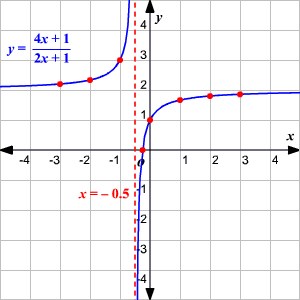 4
y
y = 4x + 1
2x + 1
3
2
1
x
-4 -3 -2 -1 O 1 2 3 4
-1
x = – 0.5
-2
-3
-4